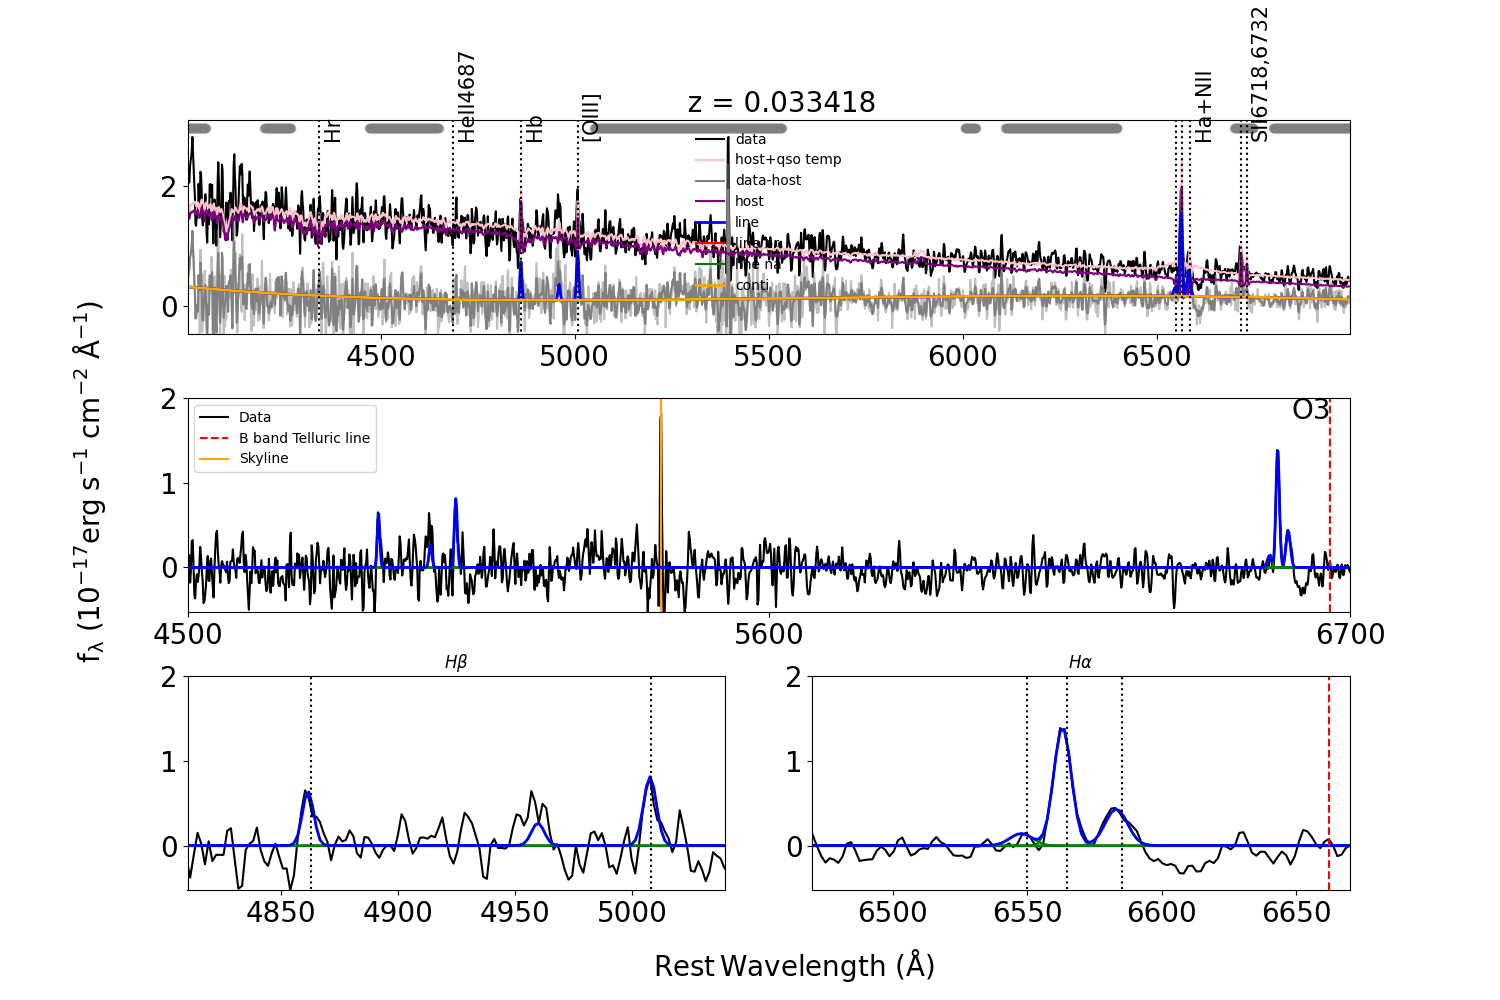 z = 0.033418
Hr
HeII4687
Hb
[OIII]
Ha+NII
SII6718,6732
data
host+qso temp
data-host
host
line
line
line na
conti
2
0
4500
5000
5500
6000
6500
f_λ (10^{-17}erg s^{-1} cm^{-2} Å^{-1})
Data
B band Telluric line
Skyline
O3
2
1
0
4500
5600
6700
Hβ
2
1
0
4850
4900
4950
5000
Hα
2
1
0
6500
6550
6600
6650
Rest Wavelength (Å)